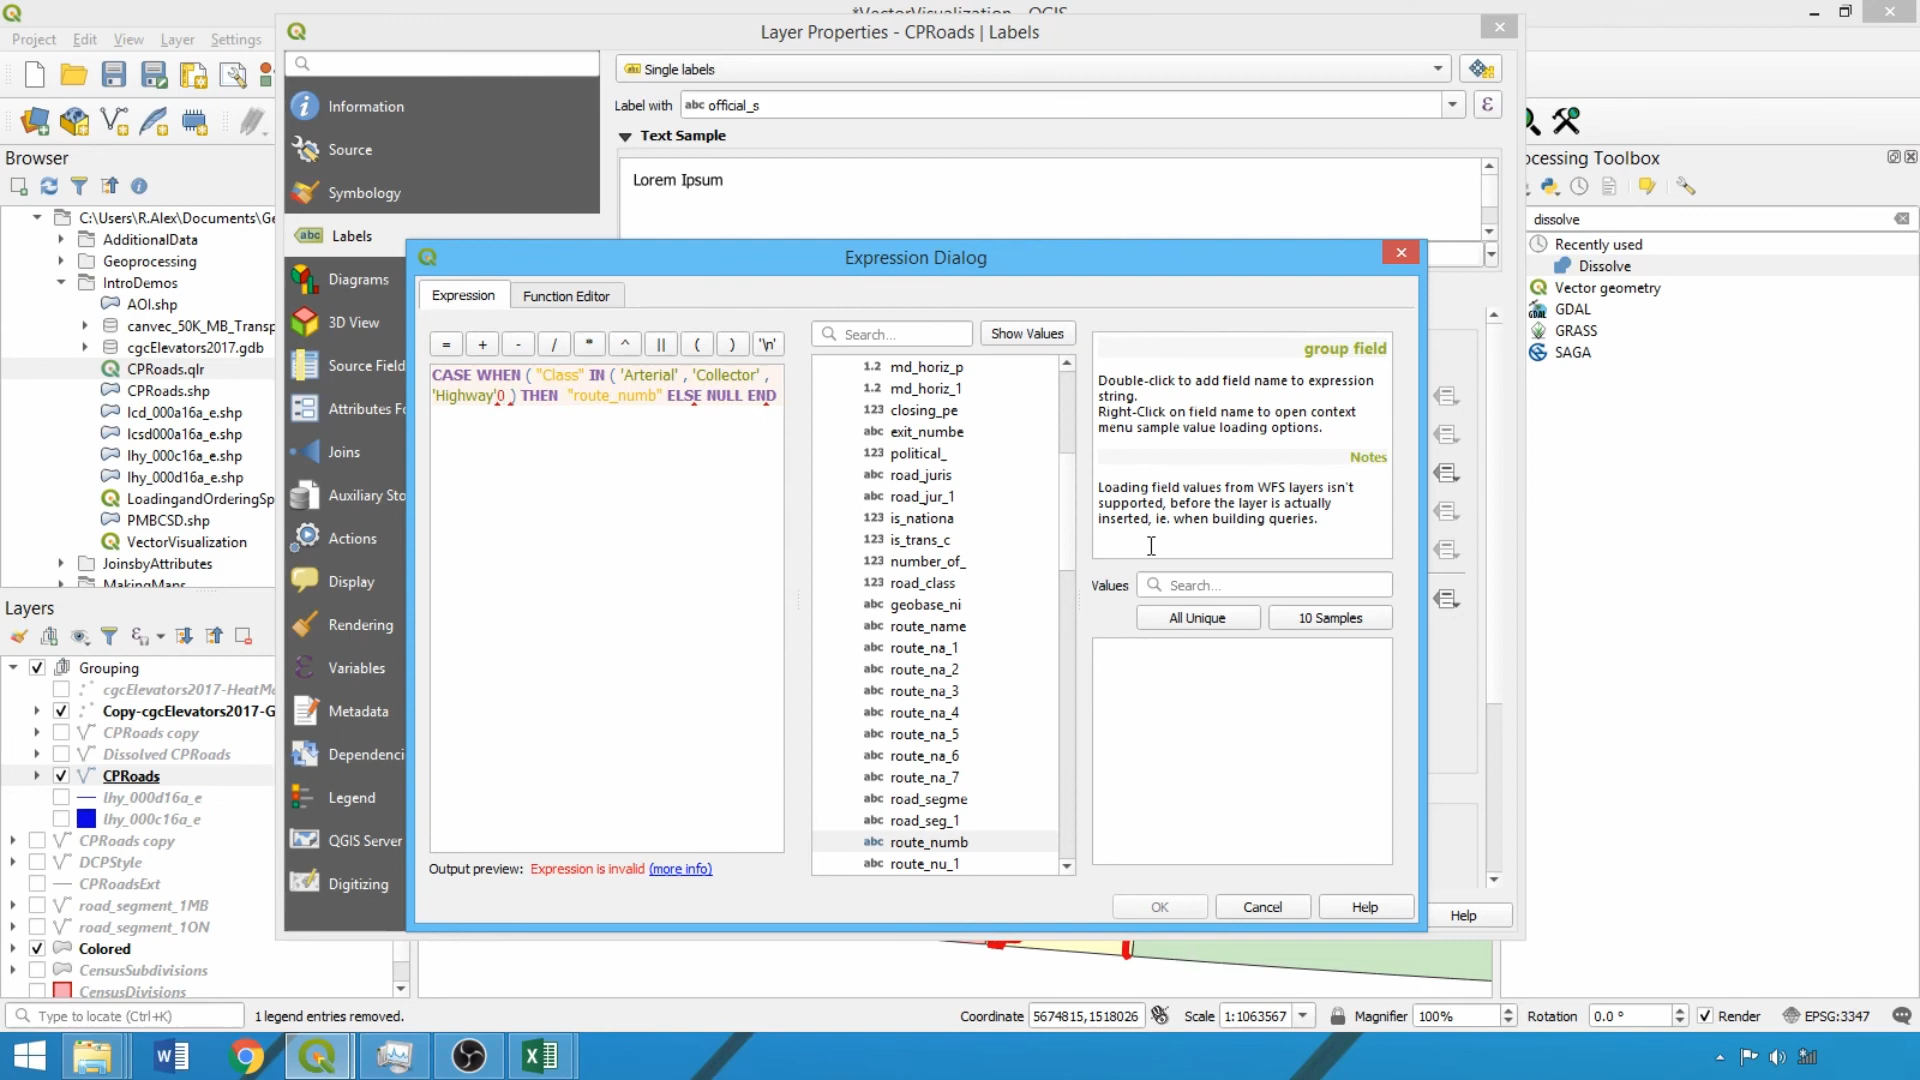 *VectorVisualization — QGIS
Project Edit View Layer Settings
Layer Properties - CPRoads | Labels
Browser
C:\Users\R.Alex\Documents\Ge
AdditionalData
Geoprocessing
IntroDemos
AOI.shp
canvec_50K_MB_Transp
cgcElevators2017.gdb
CPRoads.qlr
CPRoads.shp
lcd_000a16a_e.shp
lcsd000a16a_e.shp
lhy_000c16a_e.shp
lhy_000d16a_e.shp
LoadingandOrderingSp
PMBCSD.shp
VectorVisualization
JoinsbyAttributes
MakingMaps
Layers
Grouping
cgcElevators2017-HeatMa
Copy-cgcElevators2017-G
CPRoads copy
Dissolved CPRoads
CPRoads
lhy_000d16a_e
lhy_000c16a_e
CPRoads copy
DCPStyle
CPRoadsExt
road_segment_1MB
road_segment_1ON
Colored
CensusSubdivisions
CensusDivisions
Information
Source
Symbology
abc Labels
Diagrams
3D View
Source Field
Attributes Fo
Joins
Auxiliary Sto
Actions
Display
Rendering
Variables
Metadata
Dependenci
Legend
QGIS Server
Digitizing
abc Single labels
Label with abc official_s ε
Text Sample
Lorem Ipsum
Expression Dialog
Expression Function Editor
= + - / * ^ || ( ) '\n'
CASE WHEN ( "Class" IN ( 'Arterial' , 'Collector' ,
'Highway'0 ) THEN "route_numb" ELSE NULL END
Output preview: Expression is invalid (more info)
Search... Show Values
1.2 md_horiz_p
1.2 md_horiz_1
123 closing_pe
abc exit_numbe
123 political_
abc road_juris
abc road_jur_1
123 is_nationa
123 is_trans_c
123 number_of_
123 road_class
abc geobase_ni
abc route_name
abc route_na_1
abc route_na_2
abc route_na_3
abc route_na_4
abc route_na_5
abc route_na_6
abc route_na_7
abc road_segme
abc road_seg_1
abc route_numb
abc route_nu_1
group field
Double-click to add field name to expression
string.
Right-Click on field name to open context
menu sample value loading options.
Notes
Loading field values from WFS layers isn't
supported, before the layer is actually
inserted, ie. when building queries.
Values Search...
All Unique 10 Samples
OK Cancel Help
Help
ocessing Toolbox
dissolve
Recently used
Dissolve
Vector geometry
GDAL
GRASS
SAGA
Type to locate (Ctrl+K) 1 legend entries removed. Coordinate 5674815,1518026 Scale 1:1063567 Magnifier 100% Rotation 0.0 ° Render EPSG:3347